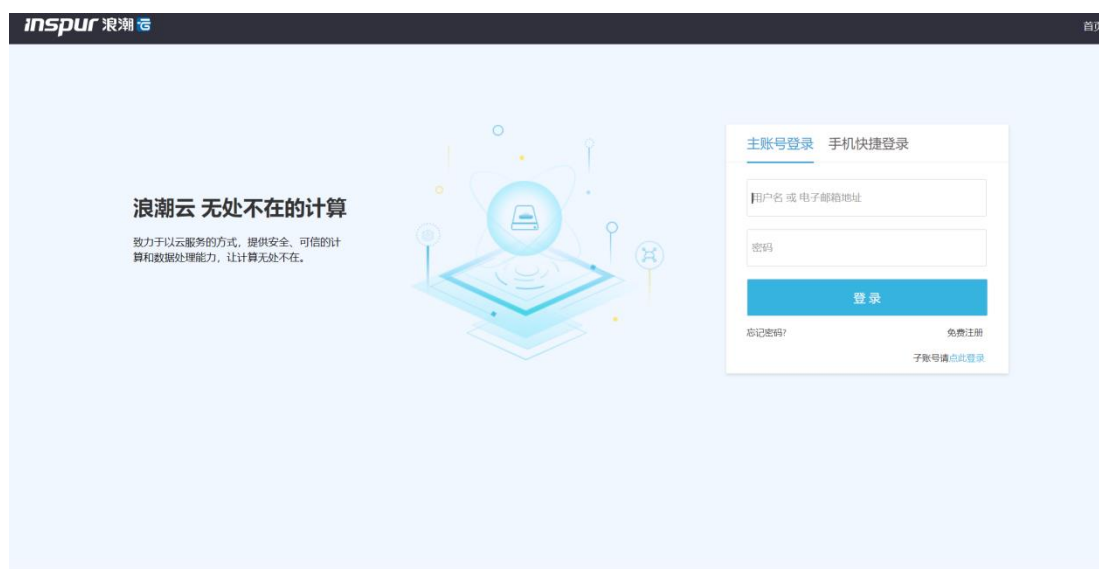 inspur 浪潮云
首页
浪潮云 无处不在的计算
致力于以云服务的方式，提供安全、可信的计
算和数据处理能力，让计算无处不在。
主账号登录 手机快捷登录
用户名 或 电子邮箱地址
密码
登 录
忘记密码? 免费注册
子账号请点此登录